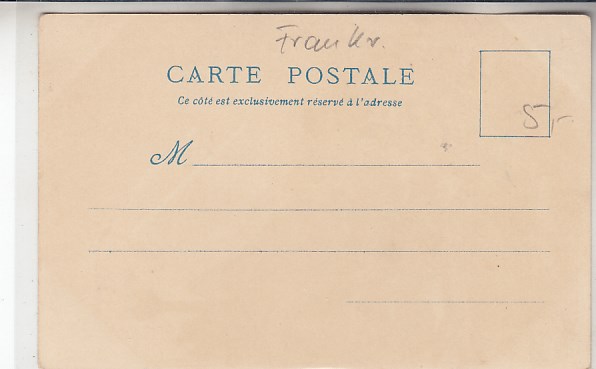 Frankr.
CARTE POSTALE
Ce côté est exclusivement réservé à l'adresse
5,-
M